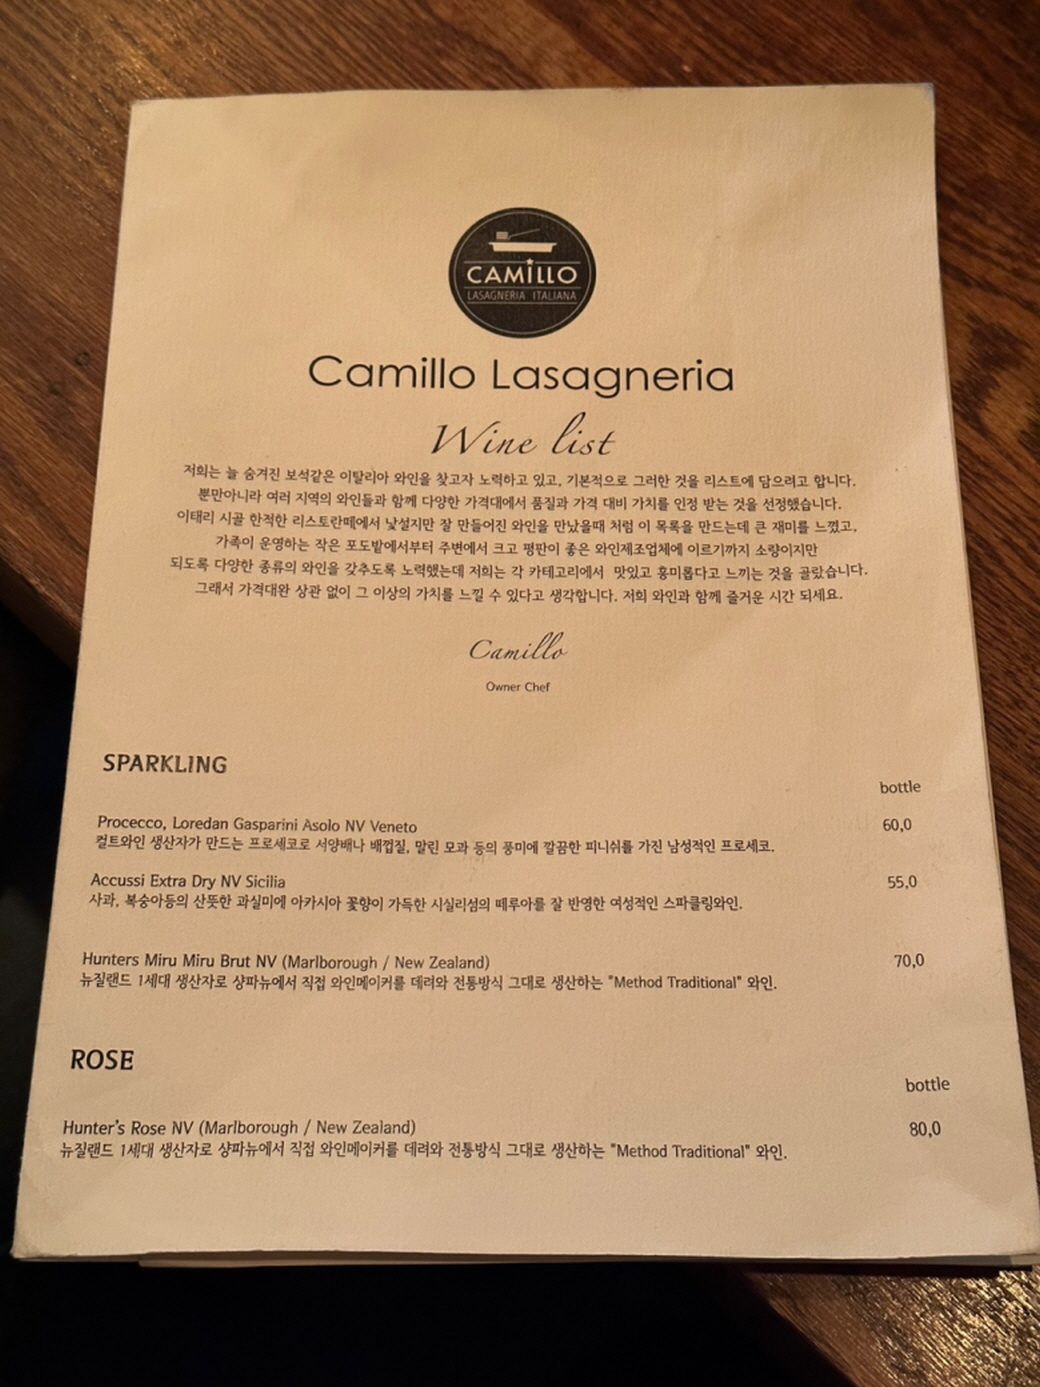 CAMILLO
LASAGNERIA ITALIANA
Camillo Lasagneria
Wine list
저희는 늘 숨겨진 보석같은 이탈리아 와인을 찾고자 노력하고 있고, 기본적으로 그러한 것을 리스트에 담으려고 합니다.
뿐만아니라 여러 지역의 와인들과 함께 다양한 가격대에서 품질과 가격 대비 가치를 인정 받는 것을 선정했습니다.
이태리 시골 한적한 리스토란떼에서 낯설지만 잘 만들어진 와인을 만났을때 처럼 이 목록을 만드는데 큰 재미를 느꼈고,
가족이 운영하는 작은 포도밭에서부터 주변에서 크고 평판이 좋은 와인제조업체에 이르기까지 소량이지만
되도록 다양한 종류의 와인을 갖추도록 노력했는데 저희는 각 카테고리에서 맛있고 흥미롭다고 느끼는 것을 골랐습니다.
그래서 가격대완 상관 없이 그 이상의 가치를 느낄 수 있다고 생각합니다. 저희 와인과 함께 즐거운 시간 되세요.
Camillo
Owner Chef
SPARKLING
bottle
Procecco, Loredan Gasparini Asolo NV Veneto 60,0
컬트와인 생산자가 만드는 프로세코로 서양배나 배껍질, 말린 모과 등의 풍미에 깔끔한 피니쉬를 가진 남성적인 프로세코.
Accussi Extra Dry NV Sicilia 55,0
사과, 복숭아등의 산뜻한 과실미에 아카시아 꽃향이 가득한 시실리섬의 떼루아를 잘 반영한 여성적인 스파클링와인.
Hunters Miru Miru Brut NV (Marlborough / New Zealand) 70,0
뉴질랜드 1세대 생산자로 샹파뉴에서 직접 와인메이커를 데려와 전통방식 그대로 생산하는 "Method Traditional" 와인.
ROSE
bottle
Hunter's Rose NV (Marlborough / New Zealand) 80,0
뉴질랜드 1세대 생산자로 샹파뉴에서 직접 와인메이커를 데려와 전통방식 그대로 생산하는 "Method Traditional" 와인.